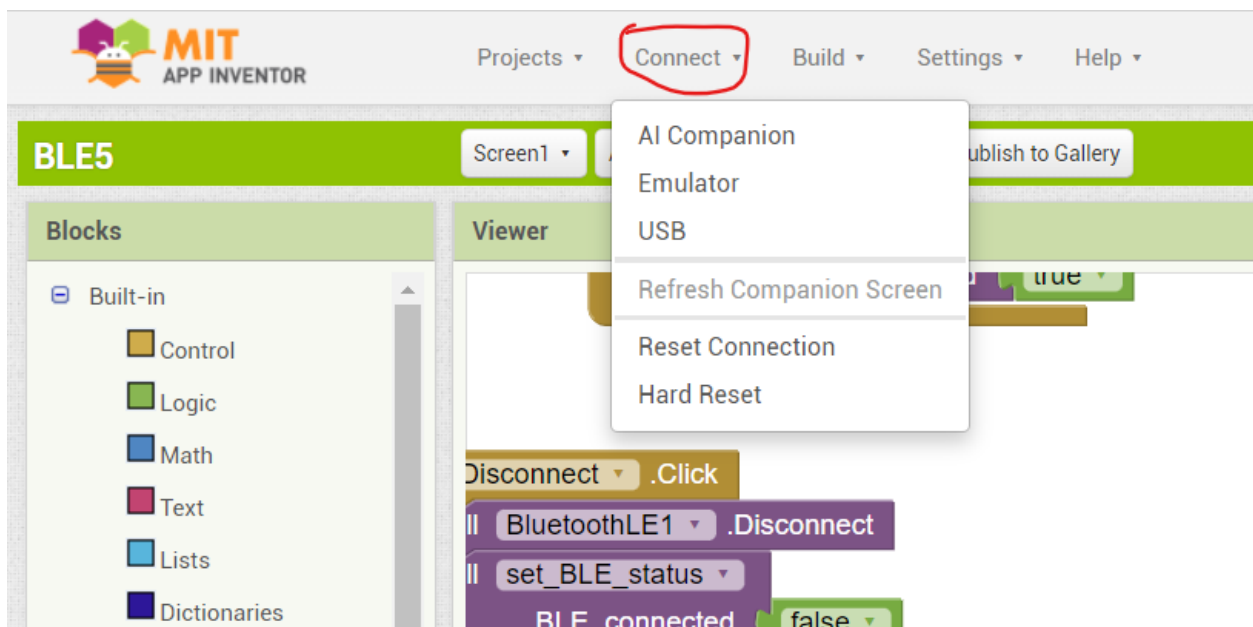 MIT
APP INVENTOR
Projects Connect Build Settings Help
BLE5
Screen1
ublish to Gallery
AI Companion
Emulator
USB
Refresh Companion Screen
Reset Connection
Hard Reset
Blocks
Viewer
Built-in
Control
Logic
Math
Text
Lists
Dictionaries
true
Disconnect .Click
ll BluetoothLE1 .Disconnect
ll set_BLE_status
BLE_connected false